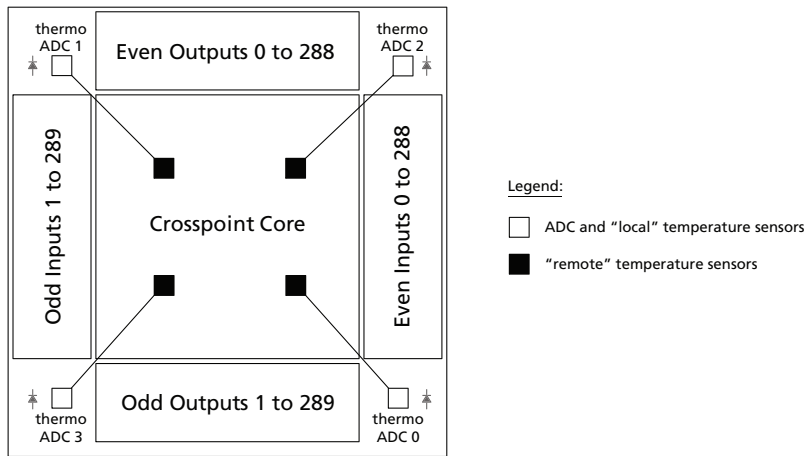 thermo
ADC 1
Even Outputs 0 to 288
thermo
ADC 2
Odd Inputs 1 to 289
Crosspoint Core
Even Inputs 0 to 288
thermo
ADC 3
Odd Outputs 1 to 289
thermo
ADC 0
Legend:
ADC and “local” temperature sensors
“remote” temperature sensors